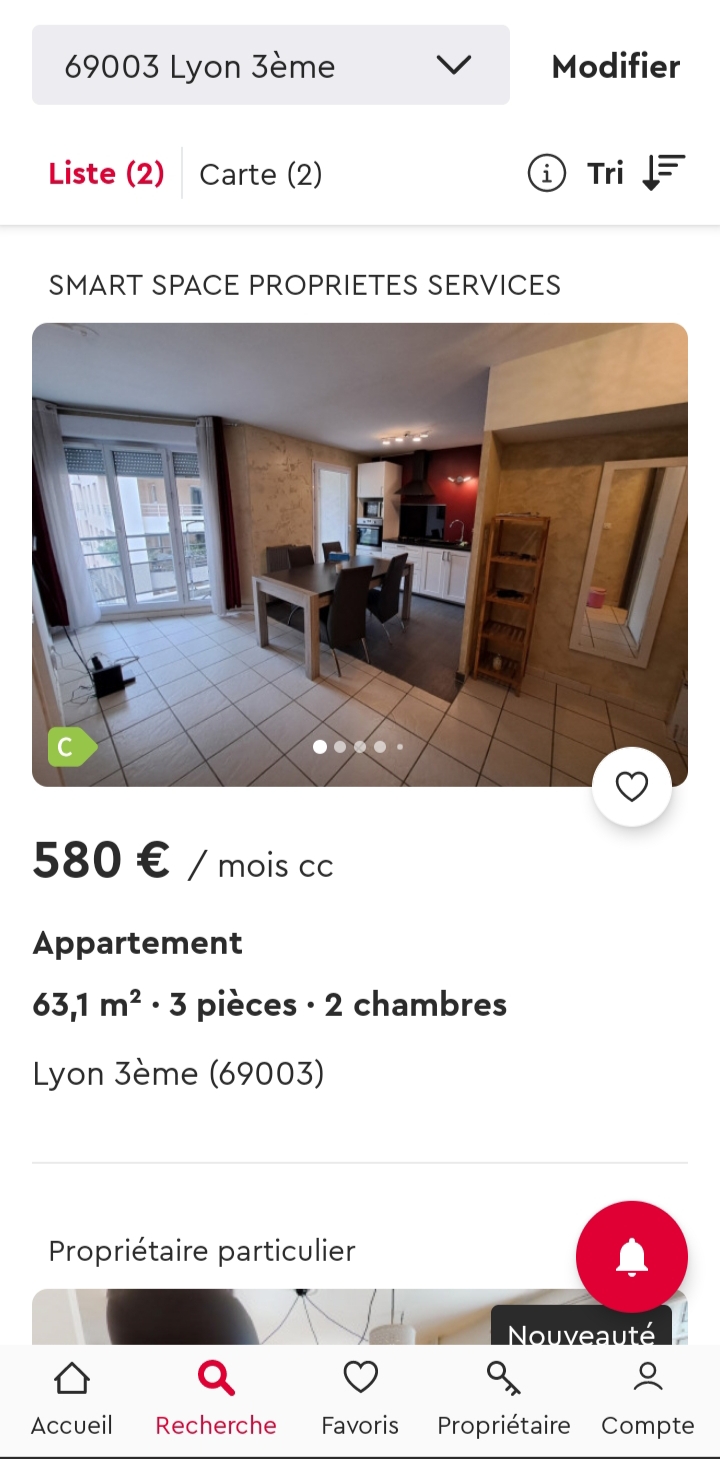 69003 Lyon 3ème
Modifier
Liste (2)
Carte (2)
Tri
SMART SPACE PROPRIETES SERVICES
C
580 € / mois cc
Appartement
63,1 m² · 3 pièces · 2 chambres
Lyon 3ème (69003)
Propriétaire particulier
Nouveauté
Accueil
Recherche
Favoris
Propriétaire
Compte